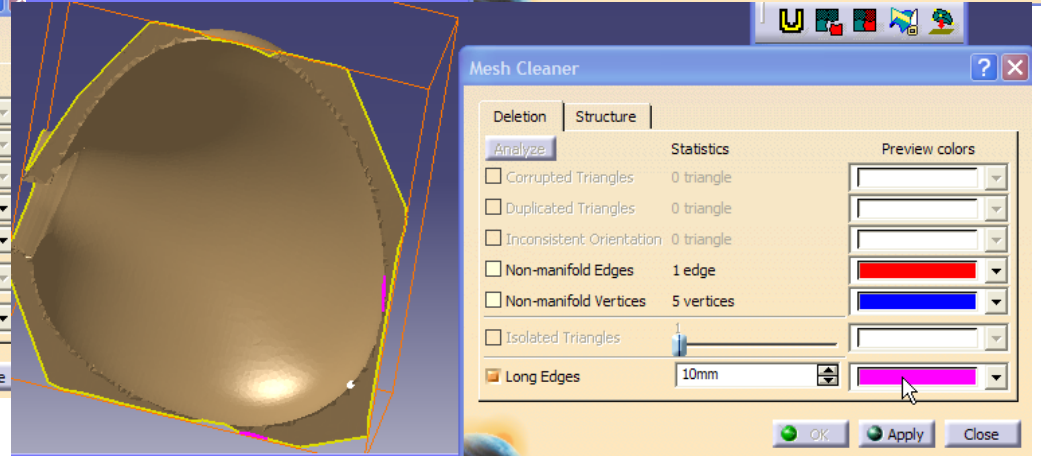 Mesh Cleaner
Deletion Structure
Analyze Statistics Preview colors
Corrupted Triangles 0 triangle
Duplicated Triangles 0 triangle
Inconsistent Orientation 0 triangle
Non-manifold Edges 1 edge
Non-manifold Vertices 5 vertices
Isolated Triangles 1
Long Edges 10mm
OK Apply Close